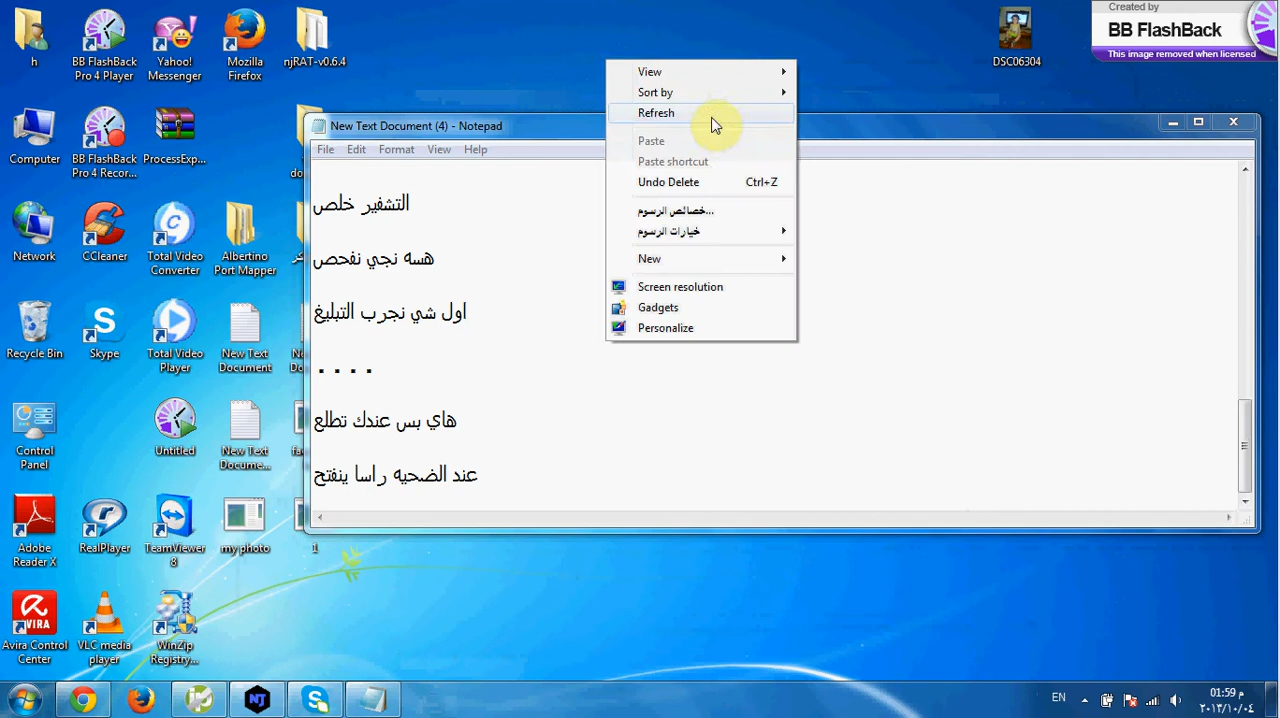 Created by
BB FlashBack
This image removed when licensed
h
BB FlashBack
Pro 4 Player
Yahoo!
Messenger
Mozilla
Firefox
njRAT-v0.6.4
DSC06304
Computer
BB FlashBack
Pro 4 Recor...
ProcessExp...
Network
CCleaner
Total Video
Converter
Albertino
Port Mapper
Recycle Bin
Skype
Total Video
Player
New Text
Document
Control
Panel
Untitled
New Text
Docume...
Adobe
Reader X
RealPlayer
TeamViewer
8
my photo
1
Avira Control
Center
VLC media
player
WinZip
Registry...
New Text Document (4) - Notepad
File Edit Format View Help
التشفير خلص
هسه نجي نفحص
اول شي نجرب التبليغ
. . . .
هاي بس عندك تطلع
عند الضحيه راسا ينفتح
View
Sort by
Refresh
Paste
Paste shortcut
Undo Delete Ctrl+Z
خصائص الرسوم...
خيارات الرسوم
New
Screen resolution
Gadgets
Personalize
EN
م 01:59
٢٠١٣/١٠/٠٤